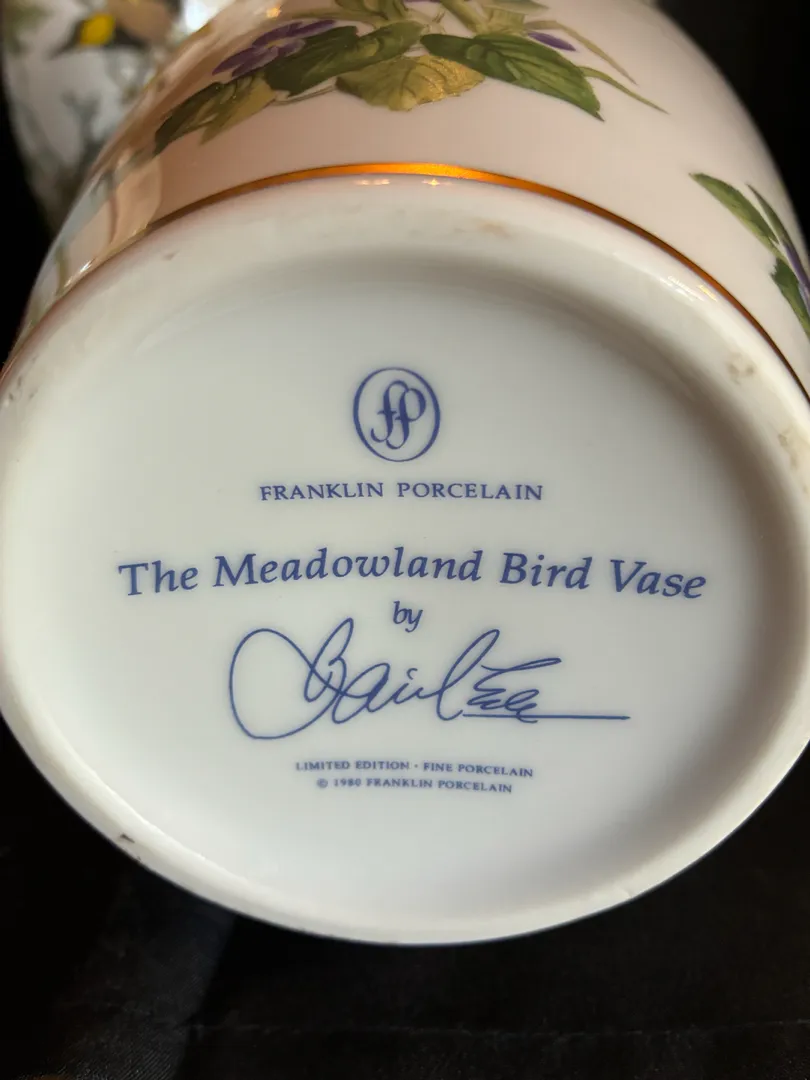 fp
FRANKLIN PORCELAIN
The Meadowland Bird Vase
by
LIMITED EDITION · FINE PORCELAIN
© 1980 FRANKLIN PORCELAIN